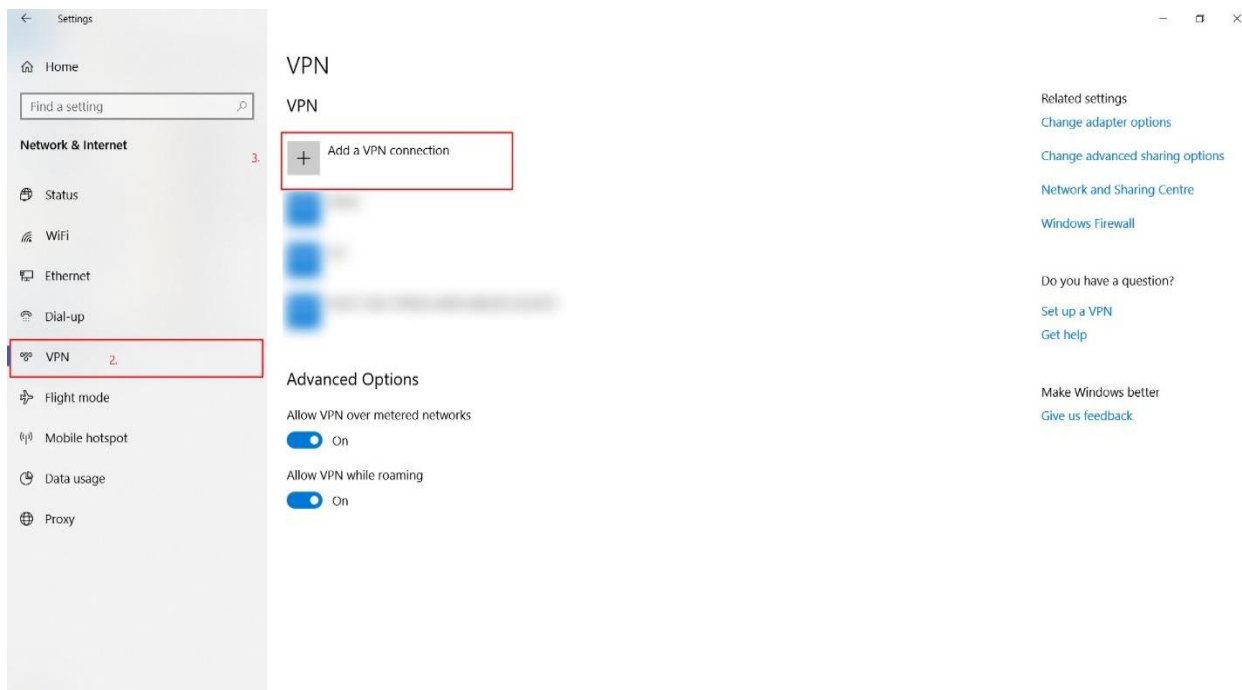 Settings
Home
Find a setting
Network & Internet
Status
WiFi
Ethernet
Dial-up
VPN 2.
Flight mode
Mobile hotspot
Data usage
Proxy
VPN
VPN
3. Add a VPN connection
Advanced Options
Allow VPN over metered networks
On
Allow VPN while roaming
On
Related settings
Change adapter options
Change advanced sharing options
Network and Sharing Centre
Windows Firewall
Do you have a question?
Set up a VPN
Get help
Make Windows better
Give us feedback